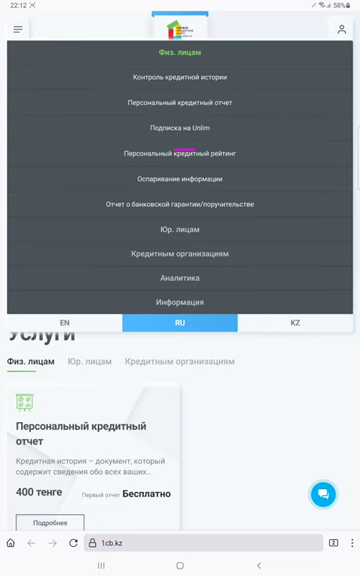 22.12
58%
Физ. лицам
Контроль кредитной истории
Персональный кредитный отчет
Подписка на Unlim
Персональный кредитный рейтинг
Оспаривание информации
Отчет о банковской гарантии/поручительстве
Юр. лицам
Кредитным организациям
Аналитика
Информация
EN RU KZ
Услуги
Физ. лицам Юр. лицам Кредитным организациям
Персональный кредитный
отчет
Кредитная история – документ, который
содержит сведения обо всех ваших...
400 тенге Первый отчет Бесплатно
Подробнее
1cb.kz
2